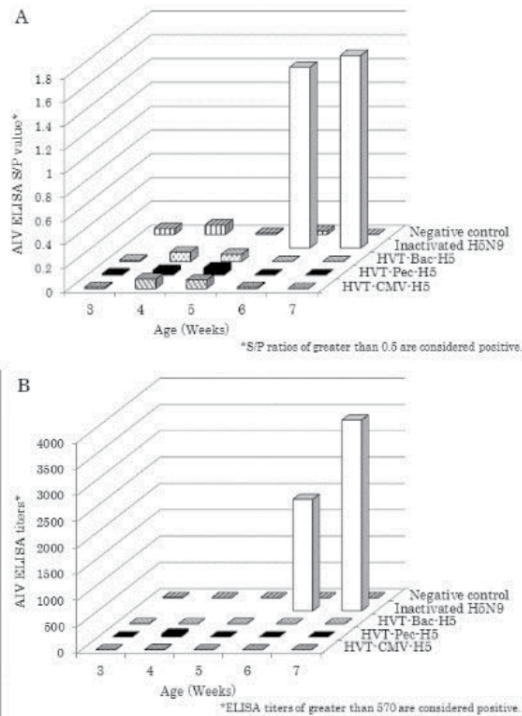 A
AIV ELISA S/P value*
1.8
1.6
1.4
1.2
1
0.8
0.6
0.4
0.2
0
3 4 5 6 7
Age (Weeks)
Negative control
Inactivated H5N9
HVT-Bac-H5
HVT-Pec-H5
HVT-CMV-H5
*S/P ratios of greater than 0.5 are considered positive.
B
AIV ELISA titers*
4000
3500
3000
2500
2000
1500
1000
500
0
3 4 5 6 7
Age (Weeks)
Negative control
Inactivated H5N9
HVT-Bac-H5
HVT-Pec-H5
HVT-CMV-H5
*ELISA titers of greater than 570 are considered positive.